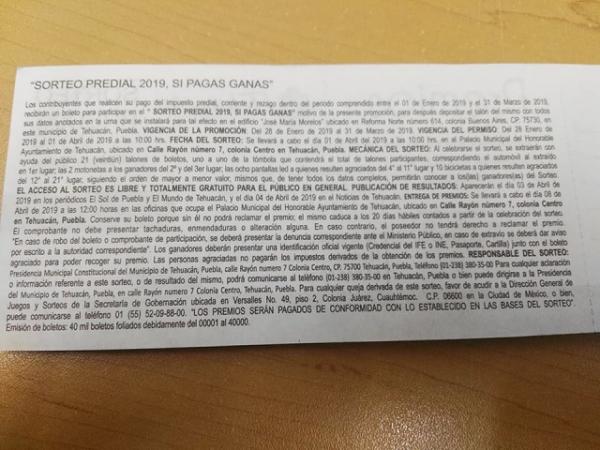 "SORTEO PREDIAL 2019, SI PAGAS GANAS"
Los contribuyentes que realicen su pago del impuesto predial, corriente y rezago dentro del periodo comprendido entre el 01 de Enero de 2019 y el 31 de Marzo de 2019,
recibirán un boleto para participar en el " SORTEO PREDIAL 2019, SI PAGAS GANAS" motivo de la presente promoción, para después depositar el talón del mismo con todos
sus datos anotados en la urna que se instalará para tal efecto en el edificio "José María Morelos" ubicado en Reforma Norte número 614, colonia Buenos Aires, CP. 75730, en
este municipio de Tehuacán, Puebla. VIGENCIA DE LA PROMOCIÓN: Del 28 de Enero de 2019 al 31 de Marzo de 2019. VIGENCIA DEL PERMISO: Del 28 Enero de
2019 al 01 de Abril de 2019 a las 10:00 hrs. FECHA DEL SORTEO: Se llevará a cabo el día 01 de Abril de 2019 a las 10:00 hrs, en el Palacio Municipal del Honorable
Ayuntamiento de Tehuacán, ubicado en Calle Rayón número 7, colonia Centro en Tehuacán, Puebla. MECÁNICA DEL SORTEO: Al celebrarse el sorteo, se extraerán con
ayuda del público 21 (veintiún) talones de boletos, uno a uno de la tómbola que contendrá el total de talones participantes, correspondiendo el automóvil al extraído
en 1er lugar; las 2 motonetas a los ganadores del 2º y del 3er lugar; las ocho pantallas led a quienes resulten agraciados del 4º al 11º lugar y 10 bicicletas a quienes resulten agraciados
del 12º al 21º lugar, siguiendo el orden de mayor a menor valor, mismos que, de tener todos los datos completos, permitirán conocer a los(las) ganadores(as) del Sorteo.
EL ACCESO AL SORTEO ES LIBRE Y TOTALMENTE GRATUITO PARA EL PÚBLICO EN GENERAL. PUBLICACIÓN DE RESULTADOS: Aparecerán el día 03 de Abril de
2019 en los periódicos El Sol de Puebla y El Mundo de Tehuacán, y el día 04 de Abril en el Noticias de Tehuacán. ENTREGA DE PREMIOS: Se llevará a cabo el día 08 de
Abril de 2019 a las 12:00 horas en las oficinas que ocupa el Palacio Municipal del Honorable Ayuntamiento de Tehuacán, ubicado en Calle Rayón número 7, colonia Centro
en Tehuacán, Puebla. Conserve su boleto porque sin él no podrá reclamar el premio; el mismo caduca a los 20 días hábiles contados a partir de la celebración del sorteo.
El comprobante no debe presentar tachaduras, enmendaduras o alteración alguna. En caso contrario, el poseedor no tendrá derecho a reclamar el premio.
"En caso de robo del boleto o comprobante de participación, se deberá presentar la denuncia correspondiente ante el Ministerio Público, en caso de extravío se deberá dar aviso
por escrito a la autoridad correspondiente". Los ganadores deberán presentar una identificación oficial vigente (Credencial del IFE o INE, Pasaporte, Cartilla) junto con el boleto
agraciado para poder recoger su premio. Las personas agraciadas no pagarán los impuestos derivados de la obtención de los premios. RESPONSABLE DEL SORTEO:
Presidencia Municipal Constitucional del Municipio de Tehuacán, Puebla, calle Rayón numero 7 Colonia Centro, CP. 75700 Tehuacán, Puebla, Teléfono (01-238) 380-35-00 Para cualquier aclaración
o información referente a este sorteo, o de resultado del mismo, podrá comunicarse al Teléfono (01-238) 380-35-00 en Tehuacán, Puebla o bien puede dirigirse a la Presidencia
del Municipio de Tehuacán, en calle Rayón numero 7 Colonia Centro, Tehuacán, Puebla. Para cualquier queja derivada de este sorteo, favor de acudir a la Dirección General de
Juegos y Sorteos de la Secretaría de Gobernación ubicada en Versalles No. 49, piso 2, Colonia Juárez, Cuauhtémoc. C.P. 06600 en la Ciudad de México, o bien,
puede comunicarse al teléfono 01 (55) 52-09-88-00. "LOS PREMIOS SERÁN PAGADOS DE CONFORMIDAD CON LO ESTABLECIDO EN LAS BASES DEL SORTEO".
Emisión de boletos: 40 mil boletos foliados debidamente del 00001 al 40000.